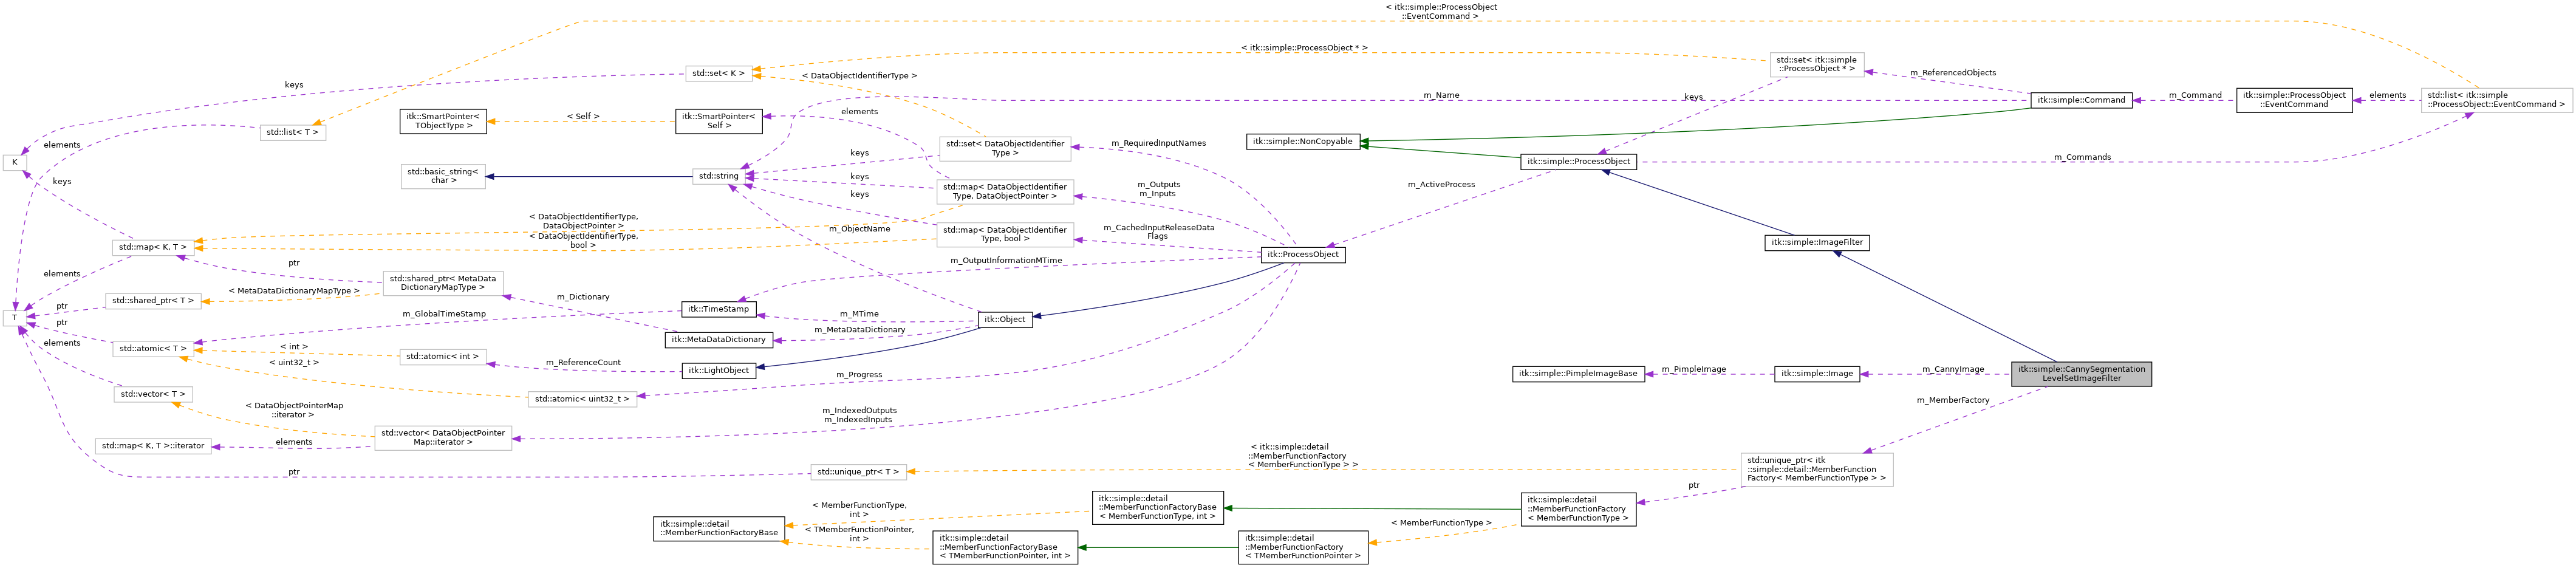 < itk::simple::ProcessObject
::EventCommand >
< itk::simple::ProcessObject * >
std::set< itk::simple
::ProcessObject * >
std::set< K >
< DataObjectIdentifierType >
m_ReferencedObjects
keys
m_Name
keys
itk::simple::Command
m_Command
itk::simple::ProcessObject
::EventCommand
elements
std::list< itk::simple
::ProcessObject::EventCommand >
itk::SmartPointer<
TObjectType >
< Self >
itk::SmartPointer<
Self >
elements
std::list< T >
elements
std::set< DataObjectIdentifier
Type >
m_RequiredInputNames
itk::simple::NonCopyable
K
keys
itk::simple::ProcessObject
m_Commands
std::basic_string<
char >
std::string
keys
keys
keys
std::map< DataObjectIdentifier
Type, DataObjectPointer >
m_Outputs
m_Inputs
m_ActiveProcess
< DataObjectIdentifierType,
DataObjectPointer >
< DataObjectIdentifierType,
bool >
m_ObjectName
std::map< DataObjectIdentifier
Type, bool >
m_CachedInputReleaseData
Flags
std::map< K, T >
itk::simple::ImageFilter
itk::ProcessObject
m_OutputInformationMTime
ptr
elements
std::shared_ptr< MetaData
DictionaryMapType >
< MetaDataDictionaryMapType >
m_Dictionary
std::shared_ptr< T >
ptr
itk::TimeStamp
m_GlobalTimeStamp
m_MTime
itk::Object
T
ptr
m_MetaDataDictionary
itk::MetaDataDictionary
elements
std::atomic< T >
< int >
std::atomic< int >
m_ReferenceCount
itk::LightObject
< uint32_t >
m_Progress
itk::simple::PimpleImageBase
m_PimpleImage
itk::simple::Image
m_CannyImage
itk::simple::CannySegmentation
LevelSetImageFilter
std::vector< T >
std::atomic< uint32_t >
m_MemberFactory
< DataObjectPointerMap
::iterator >
m_IndexedOutputs
m_IndexedInputs
std::map< K, T >::iterator
elements
std::vector< DataObjectPointer
Map::iterator >
< itk::simple::detail
::MemberFunctionFactory
< MemberFunctionType > >
ptr
std::unique_ptr< T >
std::unique_ptr< itk
::simple::detail::MemberFunction
Factory< MemberFunctionType > >
ptr
itk::simple::detail
::MemberFunctionFactoryBase
< MemberFunctionType, int >
itk::simple::detail
::MemberFunctionFactory
< MemberFunctionType >
< MemberFunctionType,
int >
itk::simple::detail
::MemberFunctionFactoryBase
< TMemberFunctionPointer,
int >
< MemberFunctionType >
itk::simple::detail
::MemberFunctionFactoryBase
< TMemberFunctionPointer, int >
itk::simple::detail
::MemberFunctionFactory
< TMemberFunctionPointer >